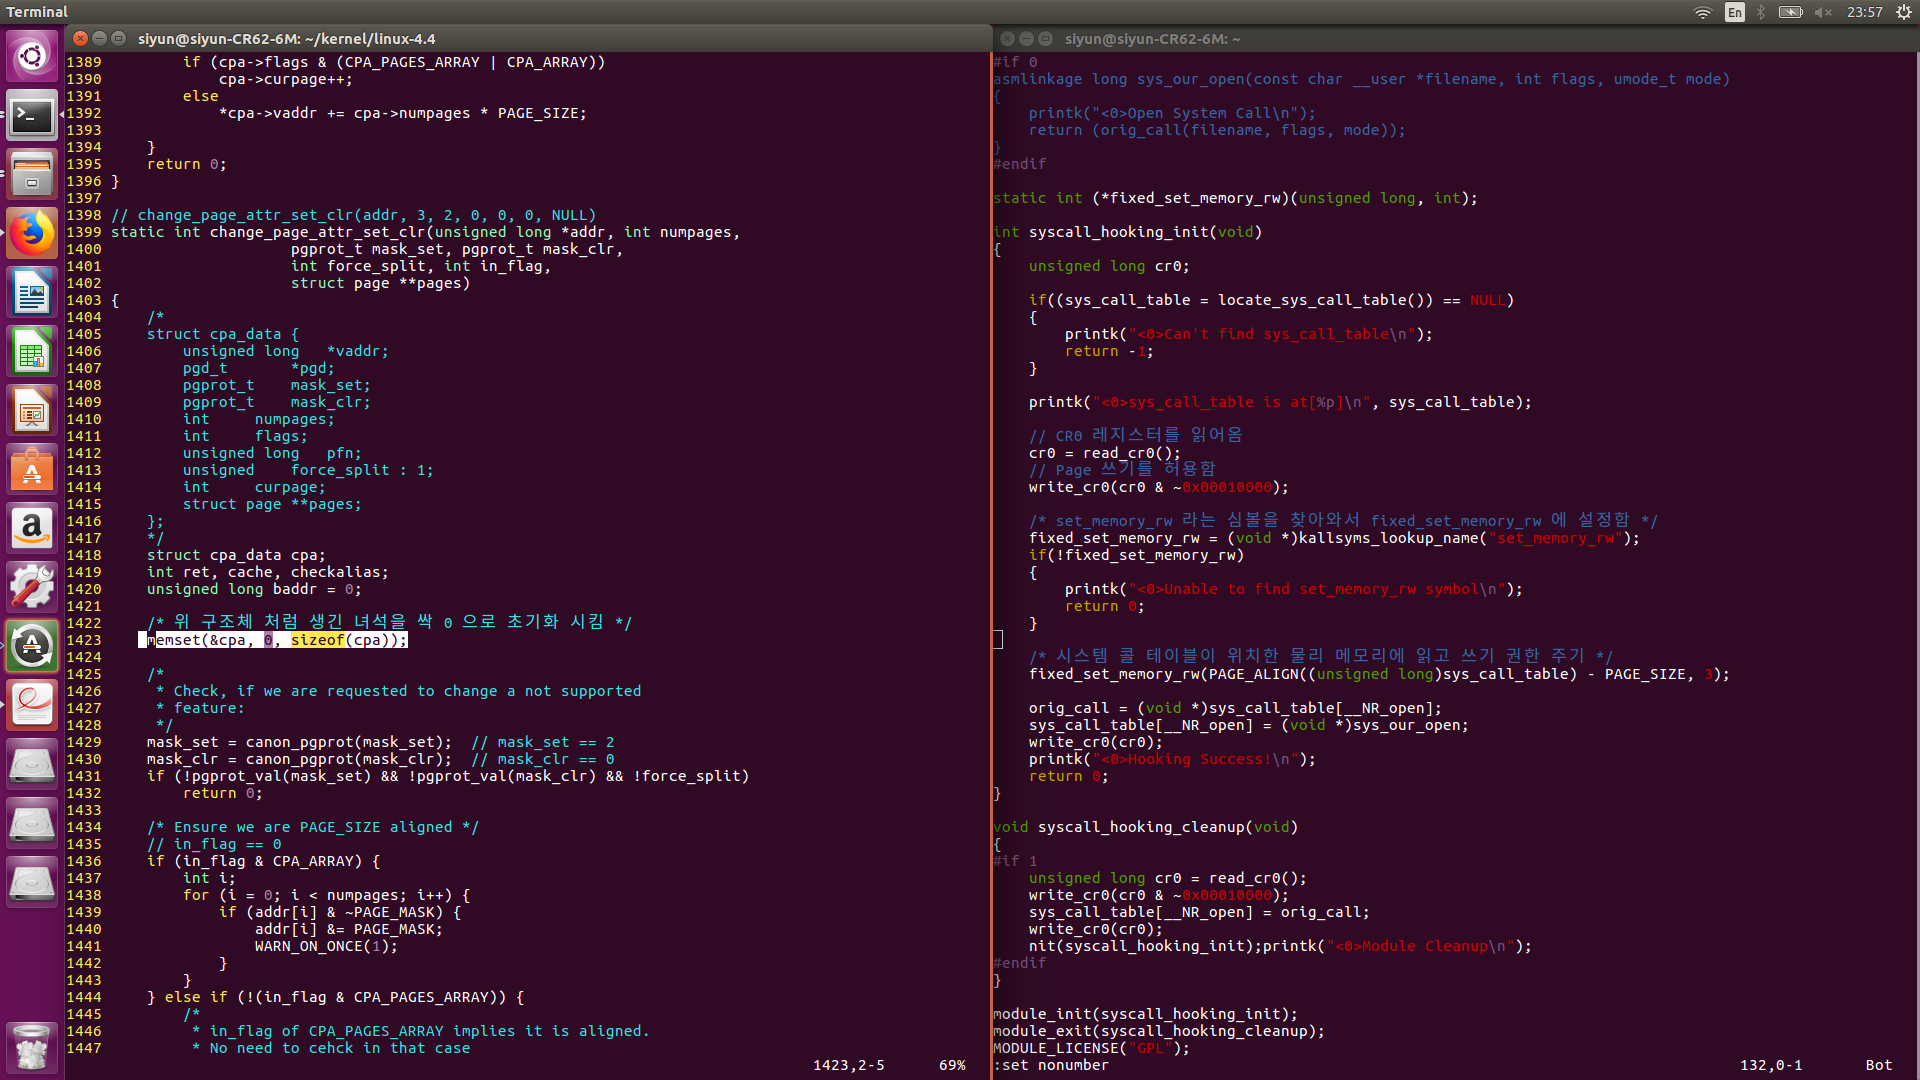 Terminal
En
23:57
siyun@siyun-CR62-6M: ~/kernel/linux-4.4
1389         if (cpa->flags & (CPA_PAGES_ARRAY | CPA_ARRAY))
1390             cpa->curpage++;
1391         else
1392             *cpa->vaddr += cpa->numpages * PAGE_SIZE;
1393
1394     }
1395     return 0;
1396 }
1397
1398 // change_page_attr_set_clr(addr, 3, 2, 0, 0, 0, NULL)
1399 static int change_page_attr_set_clr(unsigned long *addr, int numpages,
1400                     pgprot_t mask_set, pgprot_t mask_clr,
1401                     int force_split, int in_flag,
1402                     struct page **pages)
1403 {
1404     /*
1405     struct cpa_data {
1406         unsigned long   *vaddr;
1407         pgd_t       *pgd;
1408         pgprot_t    mask_set;
1409         pgprot_t    mask_clr;
1410         int     numpages;
1411         int     flags;
1412         unsigned long   pfn;
1413         unsigned    force_split : 1;
1414         int     curpage;
1415         struct page **pages;
1416     };
1417     */
1418     struct cpa_data cpa;
1419     int ret, cache, checkalias;
1420     unsigned long baddr = 0;
1421
1422     /* 위 구조체 처럼 생긴 녀석을 싹 0 으로 초기화 시킴 */
1423     memset(&cpa, 0, sizeof(cpa));
1424
1425     /*
1426      * Check, if we are requested to change a not supported
1427      * feature:
1428      */
1429     mask_set = canon_pgprot(mask_set);  // mask_set == 2
1430     mask_clr = canon_pgprot(mask_clr);  // mask_clr == 0
1431     if (!pgprot_val(mask_set) && !pgprot_val(mask_clr) && !force_split)
1432         return 0;
1433
1434     /* Ensure we are PAGE_SIZE aligned */
1435     // in_flag == 0
1436     if (in_flag & CPA_ARRAY) {
1437         int i;
1438         for (i = 0; i < numpages; i++) {
1439             if (addr[i] & ~PAGE_MASK) {
1440                 addr[i] &= PAGE_MASK;
1441                 WARN_ON_ONCE(1);
1442             }
1443         }
1444     } else if (!(in_flag & CPA_PAGES_ARRAY)) {
1445         /*
1446          * in_flag of CPA_PAGES_ARRAY implies it is aligned.
1447          * No need to cehck in that case
1423,2-5      69%
siyun@siyun-CR62-6M: ~
#if 0
asmlinkage long sys_our_open(const char __user *filename, int flags, umode_t mode)
{
    printk("<0>Open System Call\n");
    return (orig_call(filename, flags, mode));
}
#endif

static int (*fixed_set_memory_rw)(unsigned long, int);

int syscall_hooking_init(void)
{
    unsigned long cr0;

    if((sys_call_table = locate_sys_call_table()) == NULL)
    {
        printk("<0>Can't find sys_call_table\n");
        return -1;
    }

    printk("<0>sys_call_table is at[%p]\n", sys_call_table);

    // CR0 레지스터를 읽어옴
    cr0 = read_cr0();
    // Page 쓰기를 허용함
    write_cr0(cr0 & ~0x00010000);

    /* set_memory_rw 라는 심볼을 찾아와서 fixed_set_memory_rw 에 설정함 */
    fixed_set_memory_rw = (void *)kallsyms_lookup_name("set_memory_rw");
    if(!fixed_set_memory_rw)
    {
        printk("<0>Unable to find set_memory_rw symbol\n");
        return 0;
    }

    /* 시스템 콜 테이블이 위치한 물리 메모리에 읽고 쓰기 권한 주기 */
    fixed_set_memory_rw(PAGE_ALIGN((unsigned long)sys_call_table) - PAGE_SIZE, 3);

    orig_call = (void *)sys_call_table[__NR_open];
    sys_call_table[__NR_open] = (void *)sys_our_open;
    write_cr0(cr0);
    printk("<0>Hooking Success!\n");
    return 0;
}

void syscall_hooking_cleanup(void)
{
#if 1
    unsigned long cr0 = read_cr0();
    write_cr0(cr0 & ~0x00010000);
    sys_call_table[__NR_open] = orig_call;
    write_cr0(cr0);
    nit(syscall_hooking_init);printk("<0>Module Cleanup\n");
#endif
}

module_init(syscall_hooking_init);
module_exit(syscall_hooking_cleanup);
MODULE_LICENSE("GPL");
:set nonumber      132,0-1      Bot